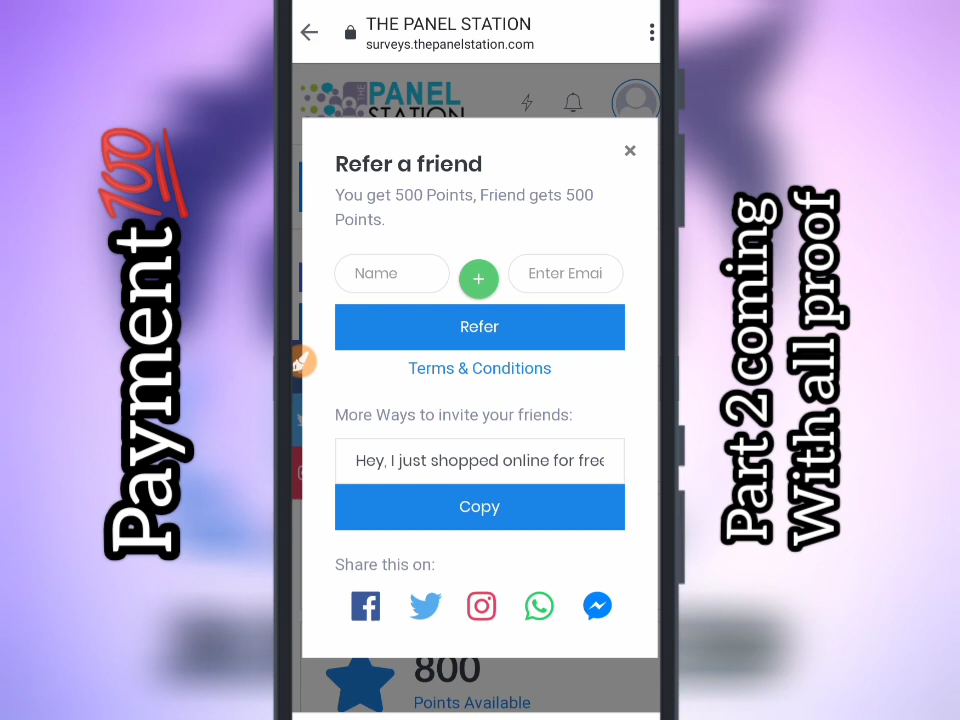 THE PANEL STATION
surveys.thepanelstation.com
THE PANEL
STATION
Refer a friend
You get 500 Points, Friend gets 500
Points.
Name
+
Enter Emai
Refer
Terms & Conditions
More Ways to invite your friends:
Hey, I just shopped online for free
Copy
Share this on:
800
Points Available
Payment💯
Part 2 coming
With all proof